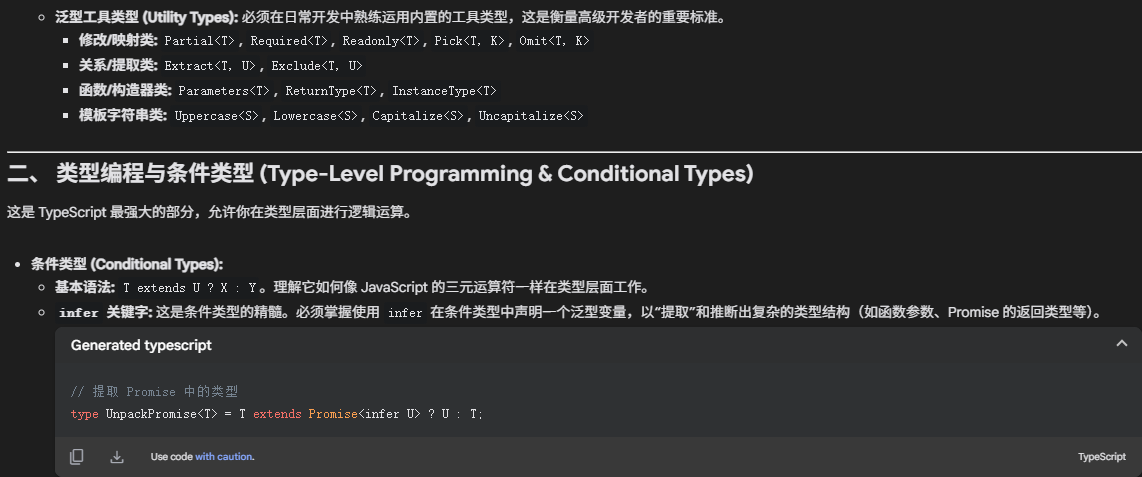 泛型工具类型 (Utility Types): 必须在日常开发中熟练运用内置的工具类型，这是衡量高级开发者的重要标准。
修改/映射类: Partial<T>, Required<T>, Readonly<T>, Pick<T, K>, Omit<T, K>
关系/提取类: Extract<T, U>, Exclude<T, U>
函数/构造器类: Parameters<T>, ReturnType<T>, InstanceType<T>
模板字符串类: Uppercase<S>, Lowercase<S>, Capitalize<S>, Uncapitalize<S>
二、 类型编程与条件类型 (Type-Level Programming & Conditional Types)
这是 TypeScript 最强大的部分，允许你在类型层面进行逻辑运算。
条件类型 (Conditional Types):
基本语法: T extends U ? X : Y。理解它如何像 JavaScript 的三元运算符一样在类型层面工作。
infer 关键字: 这是条件类型的精髓。必须掌握使用 infer 在条件类型中声明一个泛型变量，以“提取”和推断出复杂的类型结构（如函数参数、Promise 的返回类型等）。
Generated typescript
// 提取 Promise 中的类型
type UnpackPromise<T> = T extends Promise<infer U> ? U : T;
Use code with caution.
TypeScript